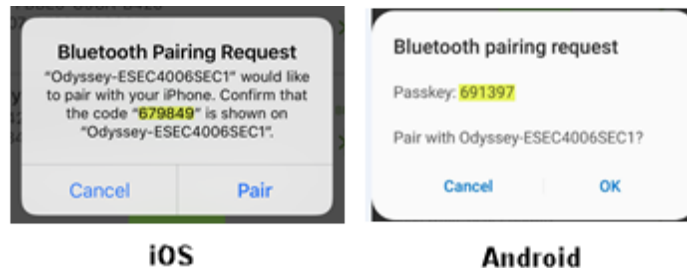 Bluetooth Pairing Request
"Odyssey-ESEC4006SEC1" would like
to pair with your iPhone. Confirm that
the code "679849" is shown on
"Odyssey-ESEC4006SEC1".
Cancel
Pair
iOS
Bluetooth pairing request
Passkey: 691397
Pair with Odyssey-ESEC4006SEC1?
Cancel
OK
Android